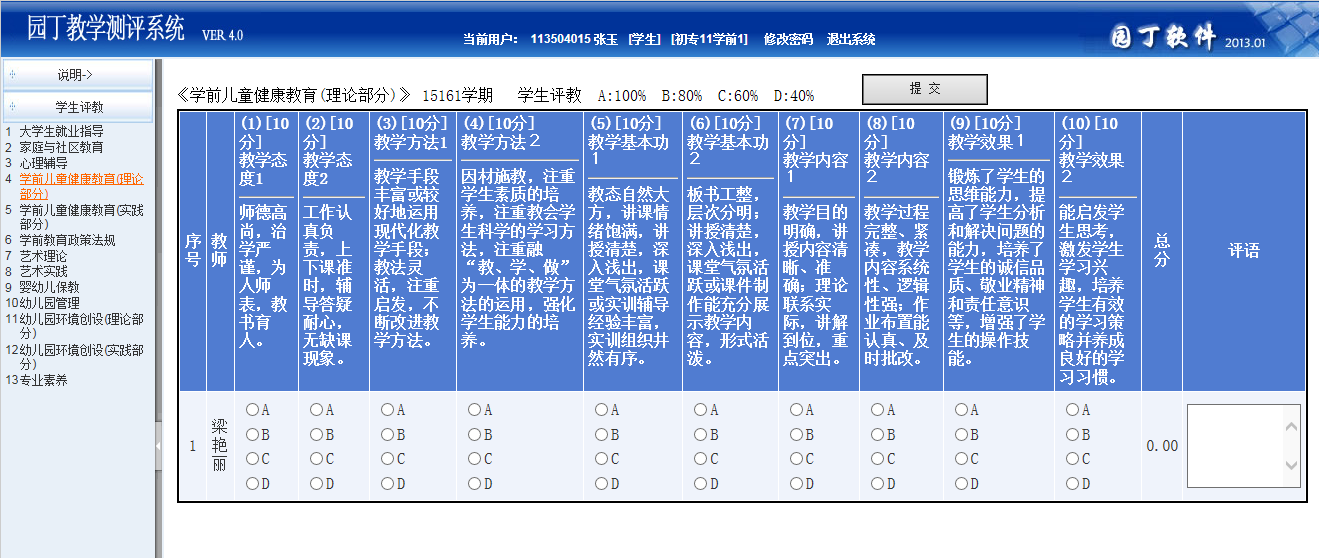 园丁教学测评系统 VER 4.0
当前用户： 113504015 张玉 [学生] [初专11学前1] 修改密码 退出系统
园丁软件 2013.01
说明->
学生评教
1 大学生就业指导
2 家庭与社区教育
3 心理辅导
4 学前儿童健康教育(理论
部分)
5 学前儿童健康教育(实践
部分)
6 学前教育政策法规
7 艺术理论
8 艺术实践
9 婴幼儿保教
10幼儿园管理
11幼儿园环境创设(理论部
分)
12幼儿园环境创设(实践部
分)
13专业素养
《学前儿童健康教育(理论部分)》 15161学期 学生评教 A:100% B:80% C:60% D:40%
提 交
序
号
教
师
(1)[10
分]
教学态
度1
师德高
尚，治
学严
谨，为
人师
表，教
书育
人。
(2)[10
分]
教学态
度2
工作认
真负
责，上
下课准
时，辅
导答疑
耐心，
无缺课
现象。
(3)[10分]
教学方法1
教学手段
丰富或较
好地运用
现代化教
学手段；
教法灵
活，注重
启发，不
断改进教
学方法。
(4)[10分]
教学方法２
因材施教，注重
学生素质的培
养，注重教会学
生科学的学习方
法，注重融
“教、学、做”
为一体的教学方
法的运用，强化
学生能力的培
养。
(5)[10分]
教学基本功
１
教态自然大
方，讲课情
绪饱满，讲
授清楚，深
入浅出，课
堂气氛活跃
或实训辅导
经验丰富，
实训组织井
然有序。
(6)[10分]
教学基本功
２
板书工整，
层次分明；
讲授清楚，
深入浅出，
课堂气氛活
跃或课件制
作能充分展
示教学内
容，形式活
泼。
(7)[10
分]
教学内容
１
教学目的
明确，讲
授内容清
晰、准
确；理论
联系实
际，讲解
到位，重
点突出。
(8)[10
分]
教学内容
２
教学过程
完整、紧
凑，教学
内容系统
性、逻辑
性强；作
业布置能
认真、及
时批改。
(9)[10分]
教学效果１
锻炼了学生的
思维能力，提
高了学生分析
和解决问题的
能力，培养了
学生的诚信品
质、敬业精神
和责任意识
等，增强了学
生的操作技
能。
(10)[10
分]
教学效果
２
能启发学
生思考，
激发学生
学习兴
趣，培养
学生有效
的学习策
略并养成
良好的学
习习惯。
总
分
评语
1
梁
艳
丽
A A A A A A A A A A
B B B B B B B B B B
C C C C C C C C C C
D D D D D D D D D D
0.00